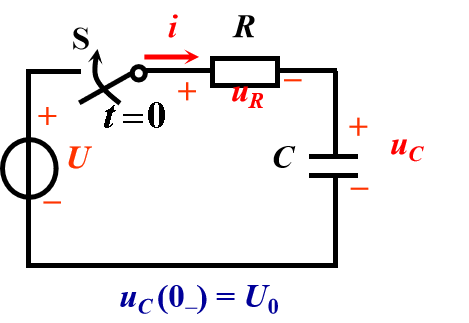 S
i
R
+
−
u_R
t=0
+
U
−
C
+
u_C
−
u_C(0_−) = U_0